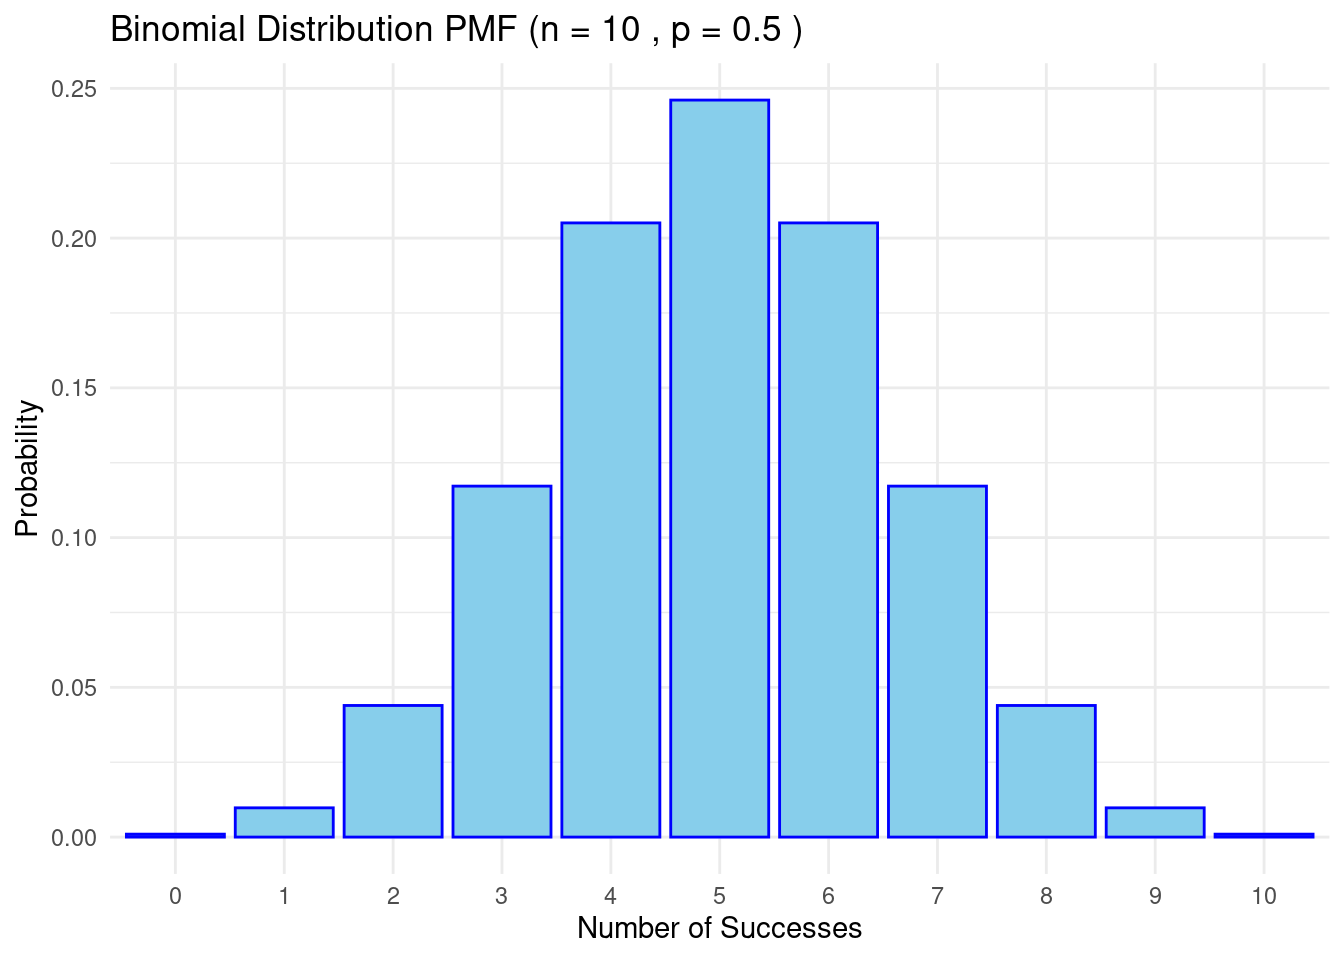 Binomial Distribution PMF (n = 10 , p = 0.5 )
0.25
0.20
0.15
0.10
0.05
0.00
Probability
0 1 2 3 4 5 6 7 8 9 10
Number of Successes